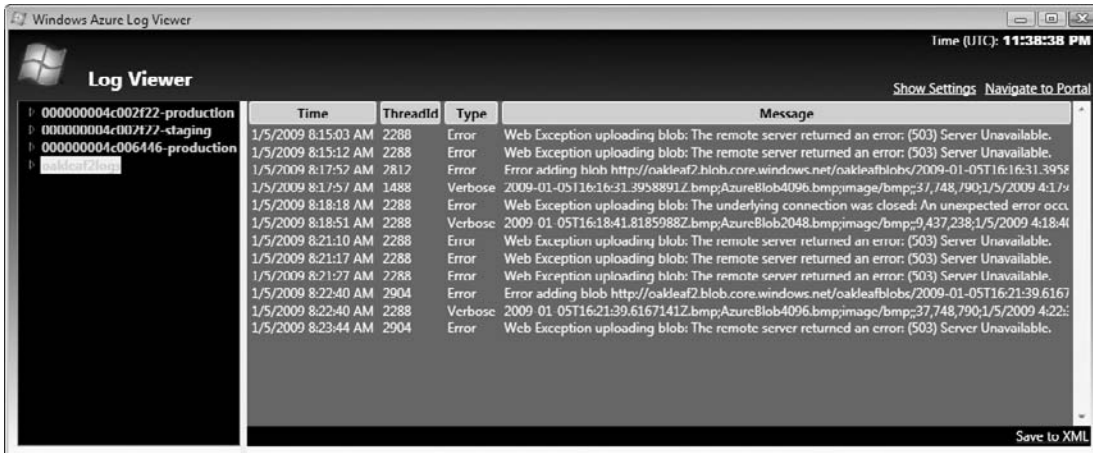 Windows Azure Log Viewer
Time (UTC): 11:38:38 PM
Log Viewer
Show Settings Navigate to Portal
000000004c002f22-production
000000004c002f22-staging
000000004c006446-production
oakleaf2logs
Time ThreadId Type Message
1/5/2009 8:15:03 AM 2288 Error Web Exception uploading blob: The remote server returned an error: (503) Server Unavailable.
1/5/2009 8:15:12 AM 2288 Error Web Exception uploading blob: The remote server returned an error: (503) Server Unavailable.
1/5/2009 8:17:52 AM 2812 Error Error adding blob http://oakleaf2.blob.core.windows.net/oakleafblobs/2009-01-05T16:16:31.3958
1/5/2009 8:17:57 AM 1488 Verbose 2009-01-05T16:16:31.3958891Z.bmp;AzureBlob4096.bmp;image/bmp;;37,748,790;1/5/2009 4:17:
1/5/2009 8:18:18 AM 2288 Error Web Exception uploading blob: The underlying connection was closed: An unexpected error occu
1/5/2009 8:18:51 AM 2288 Verbose 2009-01-05T16:18:41.8185988Z.bmp;AzureBlob2048.bmp;image/bmp;;9,437,238;1/5/2009 4:18:4
1/5/2009 8:21:10 AM 2288 Error Web Exception uploading blob: The remote server returned an error: (503) Server Unavailable.
1/5/2009 8:21:17 AM 2288 Error Web Exception uploading blob: The remote server returned an error: (503) Server Unavailable.
1/5/2009 8:21:27 AM 2288 Error Web Exception uploading blob: The remote server returned an error: (503) Server Unavailable.
1/5/2009 8:22:40 AM 2904 Error Error adding blob http://oakleaf2.blob.core.windows.net/oakleafblobs/2009-01-05T16:21:39.6167
1/5/2009 8:22:40 AM 2288 Verbose 2009-01-05T16:21:39.6167141Z.bmp;AzureBlob4096.bmp;image/bmp;;37,748,790;1/5/2009 4:22:
1/5/2009 8:23:44 AM 2904 Error Web Exception uploading blob: The remote server returned an error: (503) Server Unavailable.
Save to XML